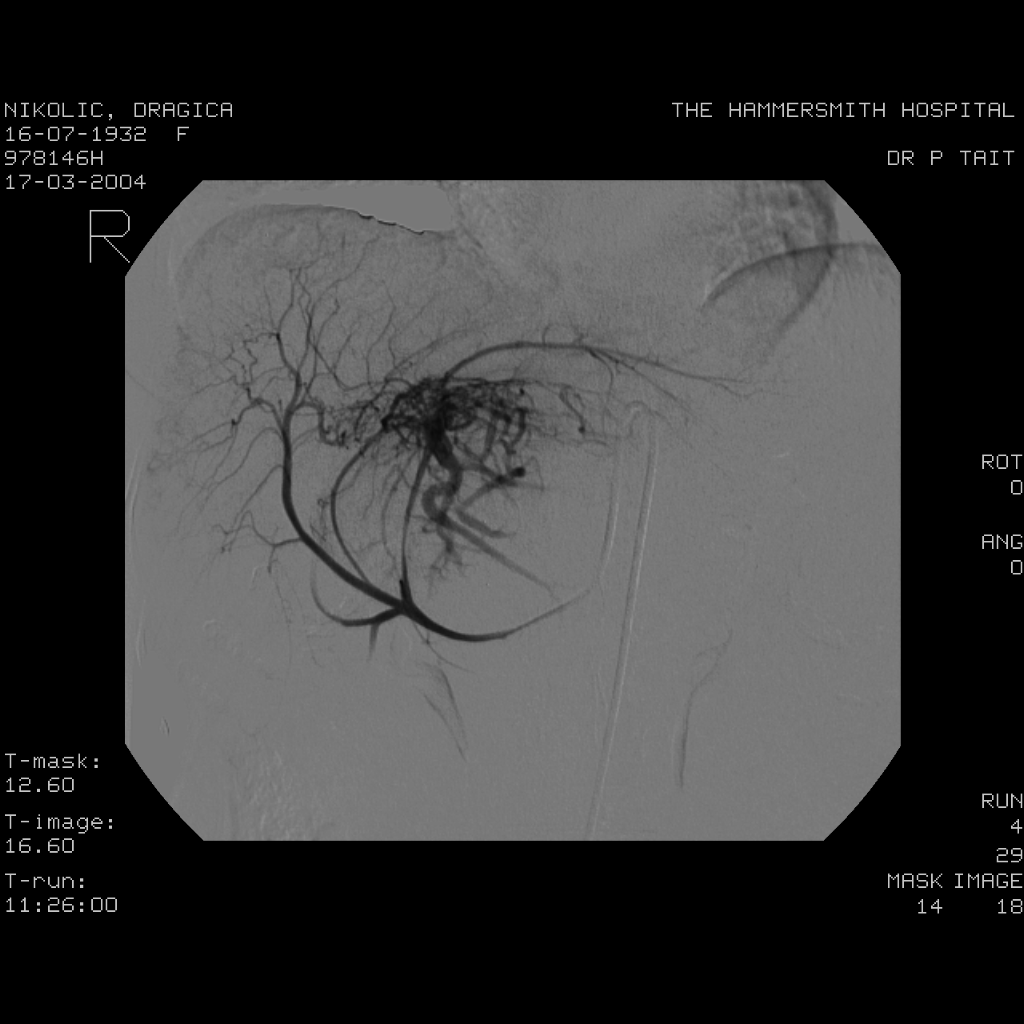 NIKOLIC, DRAGICA
16-07-1932 F
978146H
17-03-2004
R
THE HAMMERSMITH HOSPITAL
DR P TAIT
ROT
0
ANG
0
T-mask:
12.60
T-image:
16.60
T-run:
11:26:00
RUN
4
29
MASK IMAGE
14 18